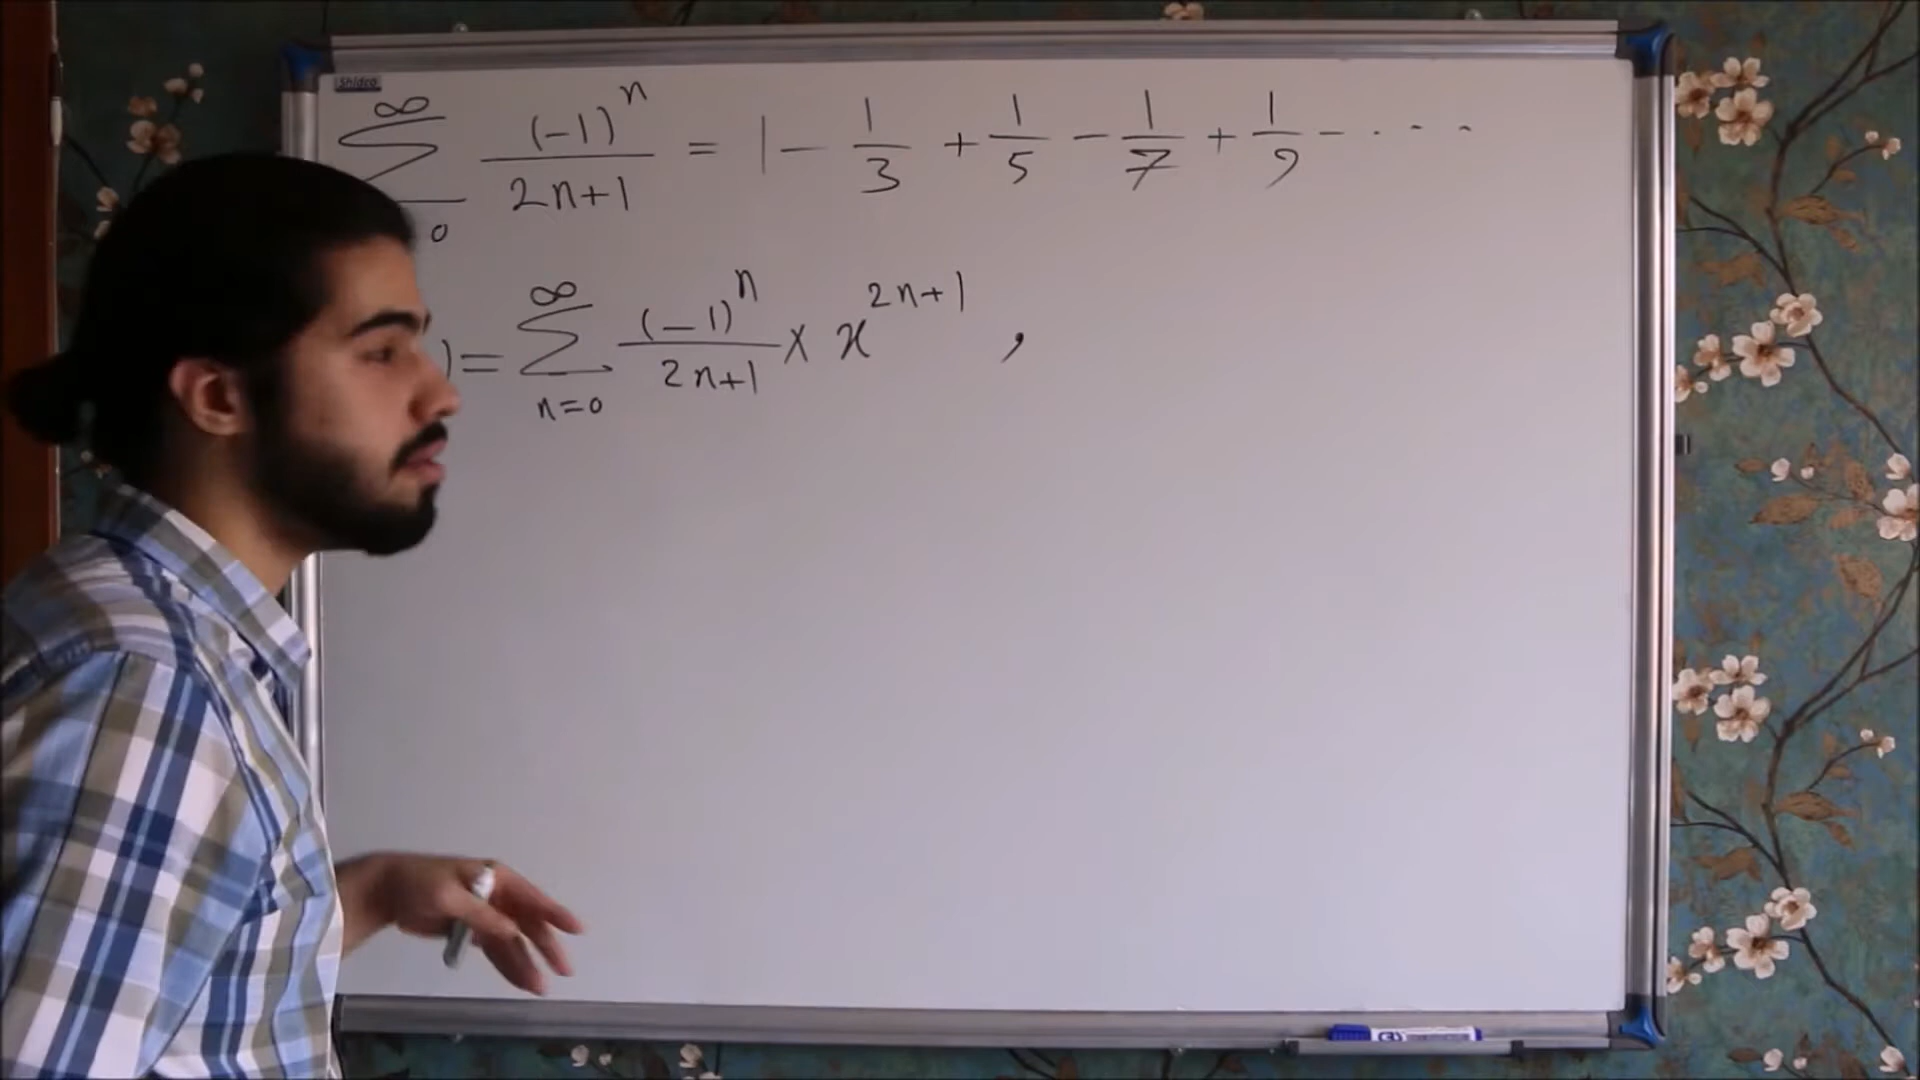 Shidco
∞ Σ 0 (-1)^n / 2n+1 = 1 - 1/3 + 1/5 - 1/7 + 1/9 - ....
) = ∞ Σ n=0 (-1)^n / 2n+1 × x^2n+1 ,